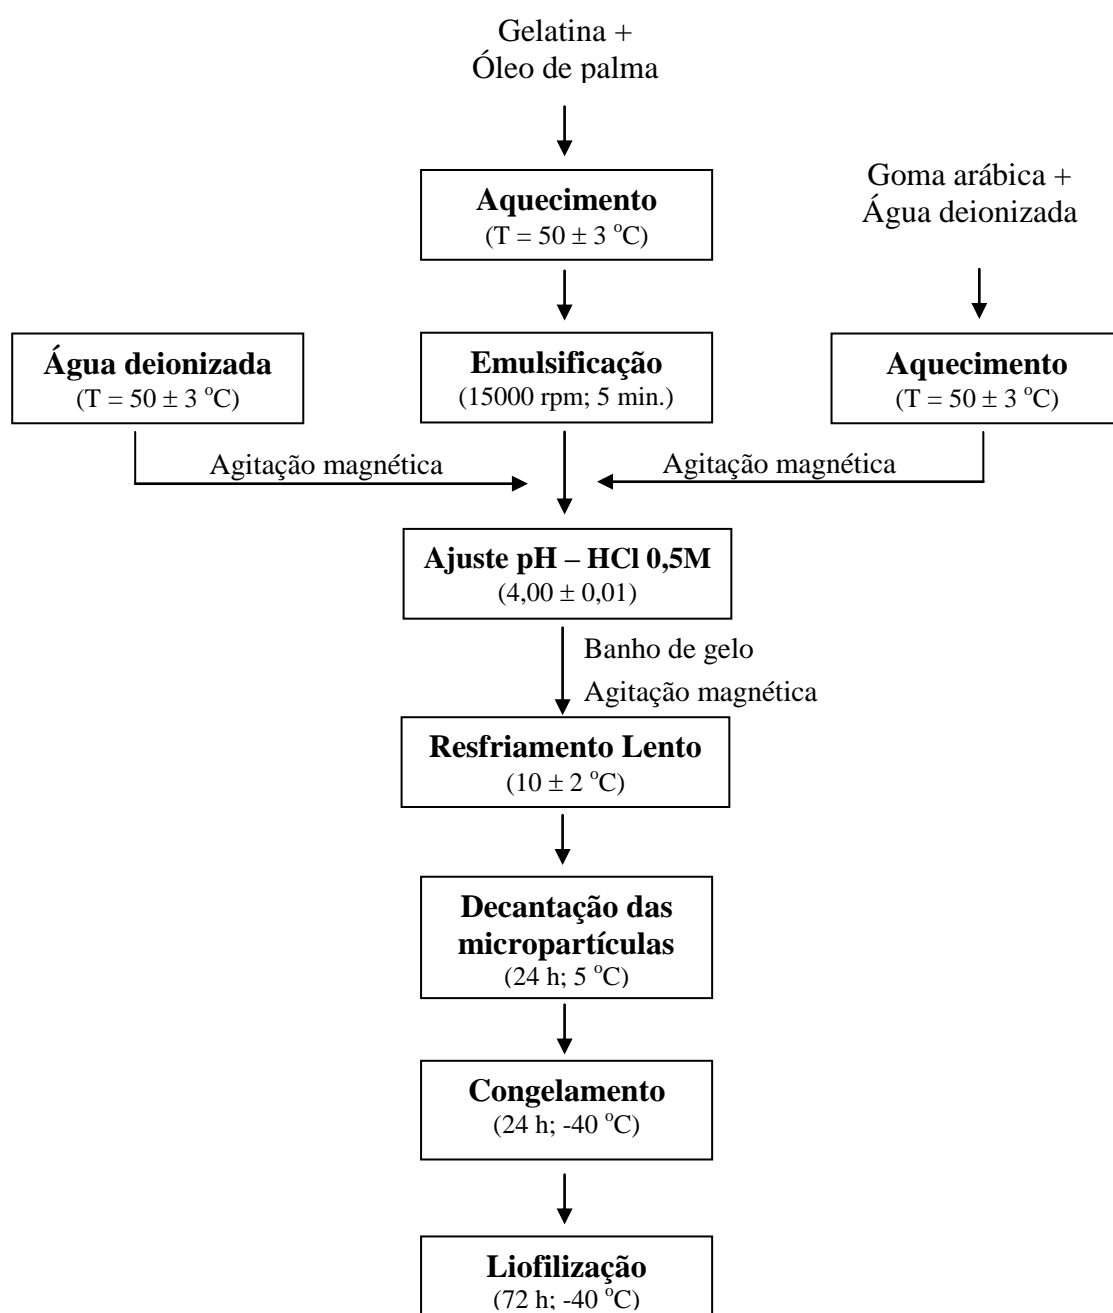 Gelatina +
Óleo de palma
Aquecimento
(T = 50 ± 3 °C)
Goma arábica +
Água deionizada
Água deionizada
(T = 50 ± 3 °C)
Emulsificação
(15000 rpm; 5 min.)
Aquecimento
(T = 50 ± 3 °C)
Agitação magnética
Agitação magnética
Ajuste pH – HCl 0,5M
(4,00 ± 0,01)
Banho de gelo
Agitação magnética
Resfriamento Lento
(10 ± 2 °C)
Decantação das
micropartículas
(24 h; 5 °C)
Congelamento
(24 h; -40 °C)
Liofilização
(72 h; -40 °C)